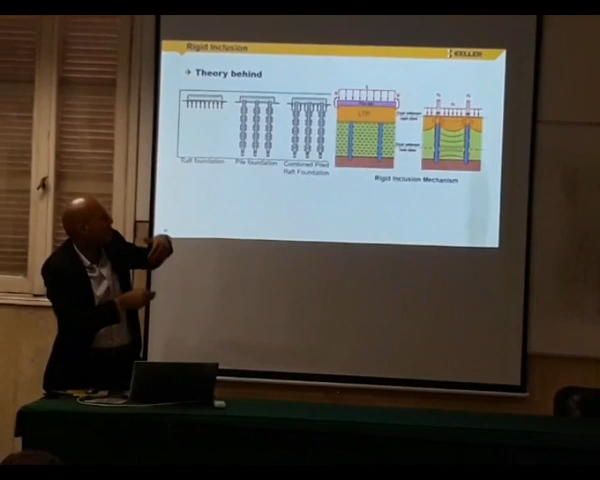 Rigid Inclusion
KELLER
Theory behind
LTP
Raft foundation
Pile foundation
Combined Piled
Raft Foundation
Rigid Inclusion Mechanism